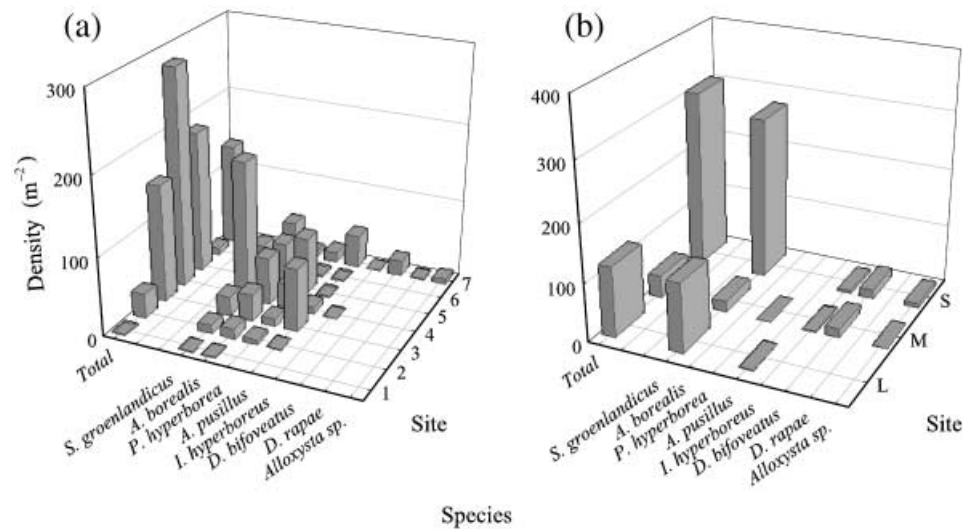 (a)
Density (m⁻²)
300
200
100
0
Total
S. groenlandicus
A. borealis
P. hyperborea
A. pusillus
I. hyperboreus
D. bifoveatus
D. rapae
Alloxysta sp.
1
2
3
4
5
6
7
Site
(b)
400
300
200
100
0
Total
S. groenlandicus
A. borealis
P. hyperborea
A. pusillus
I. hyperboreus
D. bifoveatus
D. rapae
Alloxysta sp.
L
M
S
Site
Species